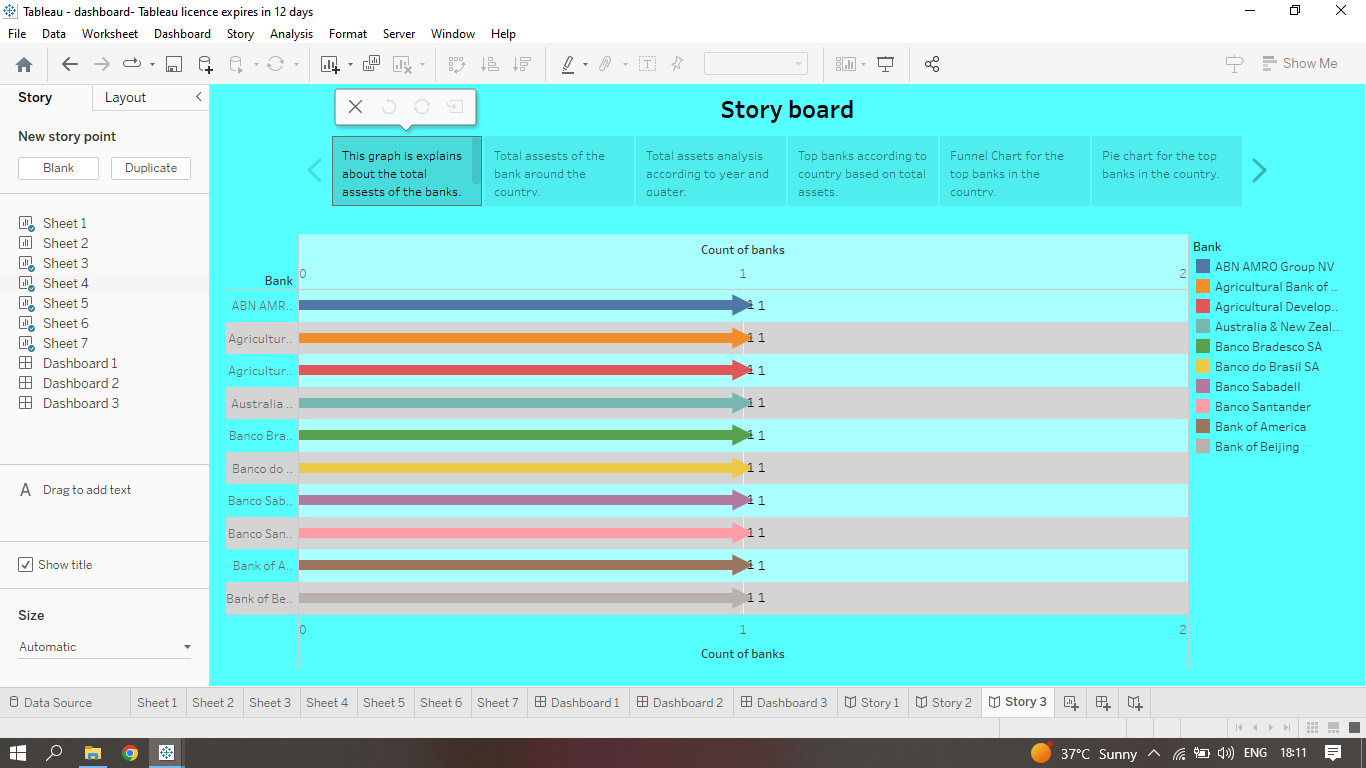 Tableau - dashboard- Tableau licence expires in 12 days
File Data Worksheet Dashboard Story Analysis Format Server Window Help
Show Me
Story Layout
New story point
Blank Duplicate
Sheet 1
Sheet 2
Sheet 3
Sheet 4
Sheet 5
Sheet 6
Sheet 7
Dashboard 1
Dashboard 2
Dashboard 3
A Drag to add text
Show title
Size
Automatic
Story board
This graph is explains
about the total
assests of the banks.
Total assests of the
bank around the
country.
Total assets analysis
according to year and
quater.
Top banks according to
country based on total
assets.
Funnel Chart for the
top banks in the
country.
Pie chart for the top
banks in the country.
Count of banks
Bank 0 1 2
ABN AMR.. 1 1
Agricultur.. 1 1
Agricultur.. 1 1
Australia .. 1 1
Banco Bra.. 1 1
Banco do .. 1 1
Banco Sab.. 1 1
Banco San.. 1 1
Bank of A.. 1 1
Bank of Be.. 1 1
0 1 2
Count of banks
Bank
ABN AMRO Group NV
Agricultural Bank of ..
Agricultural Develop..
Australia & New Zeal..
Banco Bradesco SA
Banco do Brasil SA
Banco Sabadell
Banco Santander
Bank of America
Bank of Beijing
Data Source Sheet 1 Sheet 2 Sheet 3 Sheet 4 Sheet 5 Sheet 6 Sheet 7 Dashboard 1 Dashboard 2 Dashboard 3 Story 1 Story 2 Story 3
37°C Sunny ENG 18:11